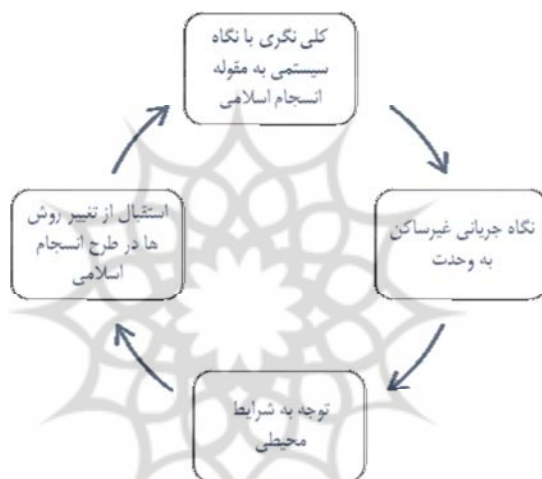 کلی نگری با نگاه
سیستمی به مقوله
انسجام اسلامی
نگاه جریانی غیرساکن
به وحدت
توجه به شرایط
محیطی
استقبال از تغییر روش
ها در طرح انسجام
اسلامی